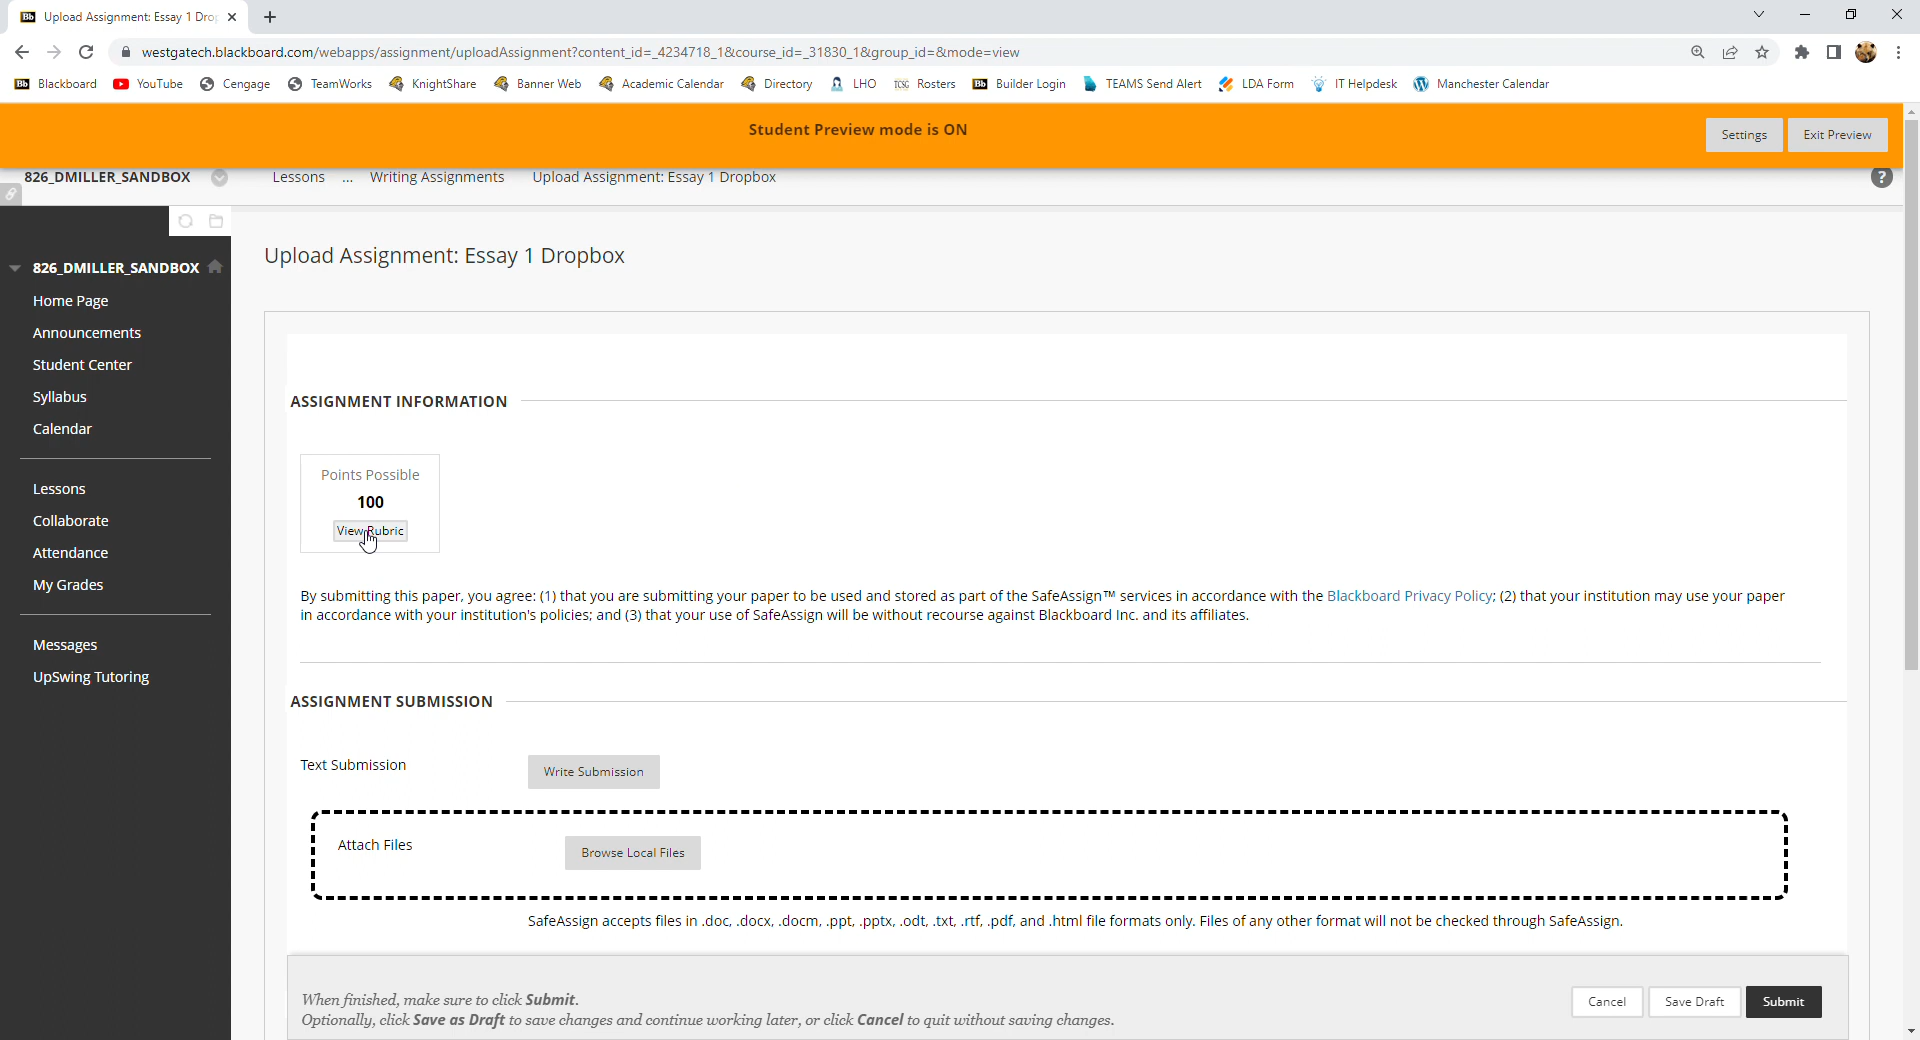 Upload Assignment: Essay 1 Dro
westgatech.blackboard.com/webapps/assignment/uploadAssignment?content_id=_4234718_1&course_id=_31830_1&group_id=&mode=view
Blackboard YouTube Cengage TeamWorks KnightShare Banner Web Academic Calendar Directory LHO Rosters Builder Login TEAMS Send Alert LDA Form IT Helpdesk Manchester Calendar
Student Preview mode is ON
Settings
Exit Preview
826_DMILLER_SANDBOX
Lessons ... Writing Assignments Upload Assignment: Essay 1 Dropbox
?
826_DMILLER_SANDBOX
Home Page
Announcements
Student Center
Syllabus
Calendar
Lessons
Collaborate
Attendance
My Grades
Messages
UpSwing Tutoring
Upload Assignment: Essay 1 Dropbox
ASSIGNMENT INFORMATION
Points Possible
100
View Rubric
By submitting this paper, you agree: (1) that you are submitting your paper to be used and stored as part of the SafeAssign™ services in accordance with the Blackboard Privacy Policy; (2) that your institution may use your paper
in accordance with your institution's policies; and (3) that your use of SafeAssign will be without recourse against Blackboard Inc. and its affiliates.
ASSIGNMENT SUBMISSION
Text Submission
Write Submission
Attach Files
Browse Local Files
SafeAssign accepts files in .doc, .docx, .docm, .ppt, .pptx, .odt, .txt, .rtf, .pdf, and .html file formats only. Files of any other format will not be checked through SafeAssign.
When finished, make sure to click Submit.
Optionally, click Save as Draft to save changes and continue working later, or click Cancel to quit without saving changes.
Cancel
Save Draft
Submit